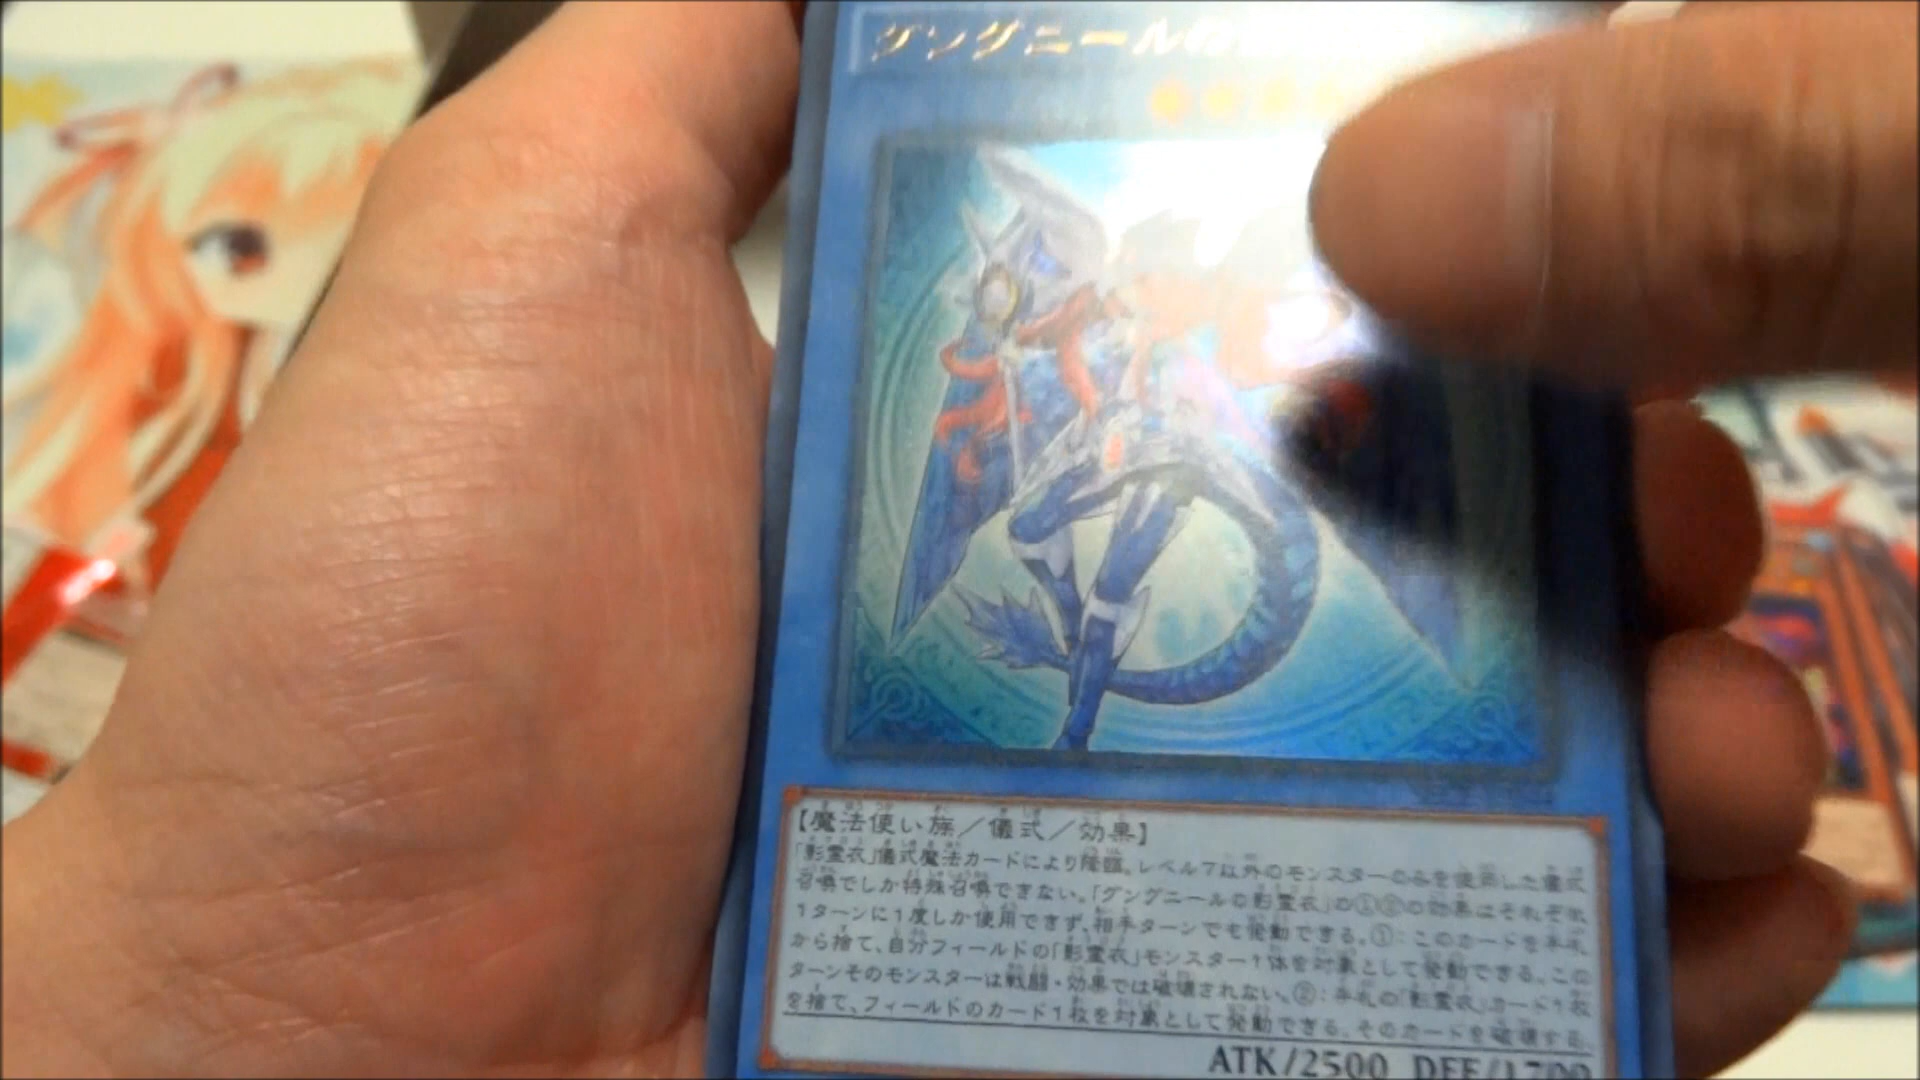 グングニールの
【魔法使い族／儀式／効果】
「影霊衣」儀式魔法カードにより降臨。レベル7以外のモンスターのみを使用した儀式
召喚でしか特殊召喚できない。「グングニールの影霊衣」の①②の効果はそれぞれ
1ターンに1度しか使用できず、相手ターンでも発動できる。①：このカードを手札
から捨て、自分フィールドの「影霊衣」モンスター1体を対象として発動できる。この
ターンそのモンスターは戦闘・効果では破壊されない。②：手札の「影霊衣」カード1枚
を捨て、フィールドのカード1枚を対象として発動できる。そのカードを破壊する。
ATK/2500 DEF/1700